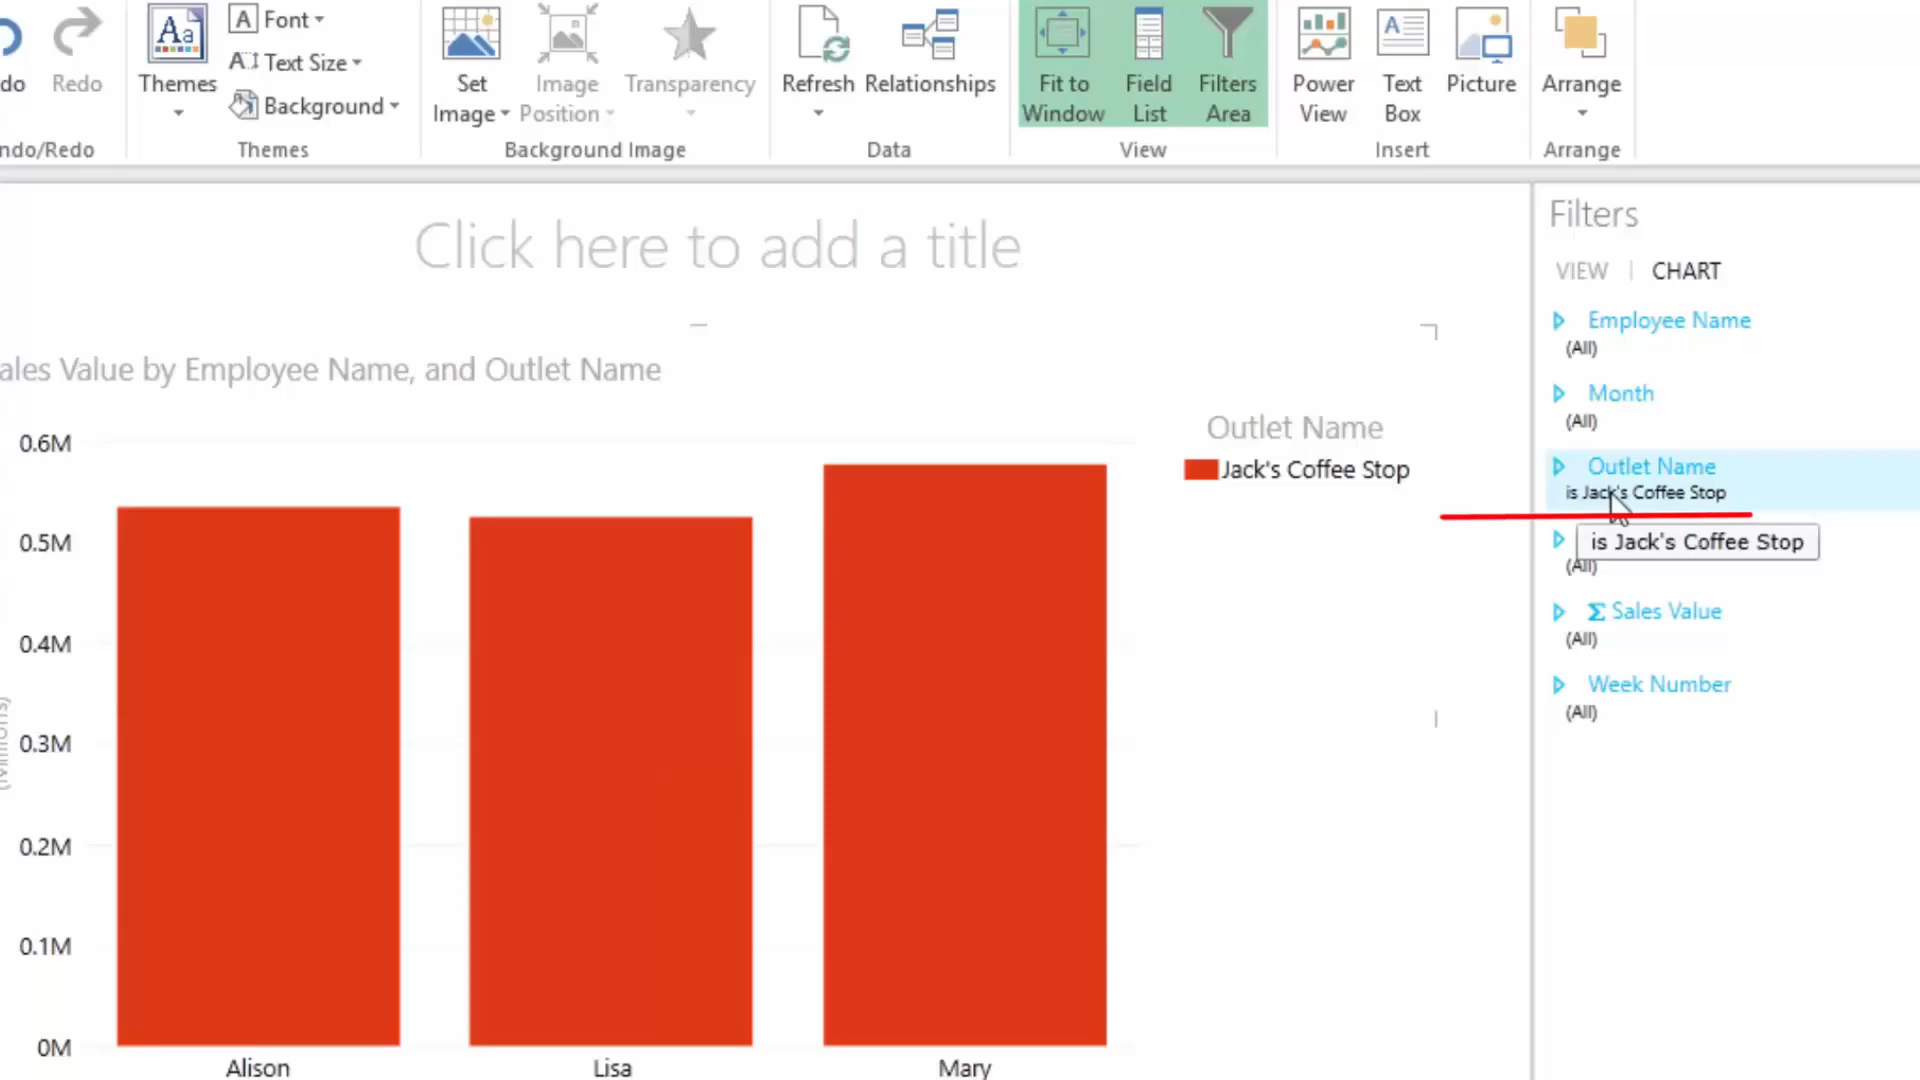 do
Redo
ndo/Redo
Themes
A Font
A Text Size
Background
Themes
Set
Image
Image
Position
Transparency
Background Image
Refresh
Relationships
Data
Fit to
Window
Field
List
Filters
Area
View
Power
View
Text
Box
Picture
Insert
Arrange
Arrange
Click here to add a title
ales Value by Employee Name, and Outlet Name
0.6M
0.5M
0.4M
0.3M
0.2M
0.1M
0M
(Millions)
Alison
Lisa
Mary
Outlet Name
Jack's Coffee Stop
Filters
VIEW | CHART
Employee Name
(All)
Month
(All)
Outlet Name
is Jack's Coffee Stop
is Jack's Coffee Stop
(All)
Σ Sales Value
(All)
Week Number
(All)